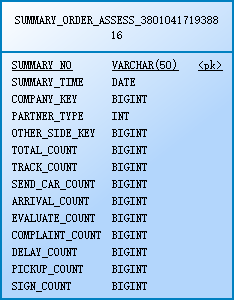 SUMMARY_ORDER_ASSESS_3801041719388
16
SUMMARY_NO VARCHAR(50) <pk>
SUMMARY_TIME DATE
COMPANY_KEY BIGINT
PARTNER_TYPE INT
OTHER_SIDE_KEY BIGINT
TOTAL_COUNT BIGINT
TRACK_COUNT BIGINT
SEND_CAR_COUNT BIGINT
ARRIVAL_COUNT BIGINT
EVALUATE_COUNT BIGINT
COMPLAINT_COUNT BIGINT
DELAY_COUNT BIGINT
PICKUP_COUNT BIGINT
SIGN_COUNT BIGINT